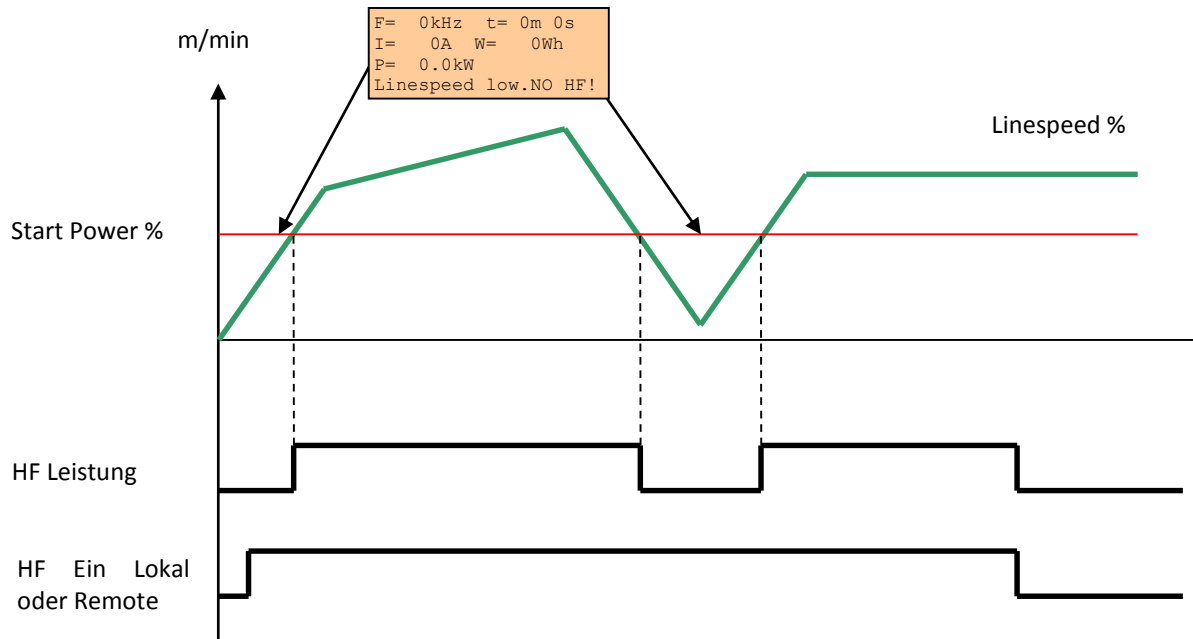 F=  0kHz  t= 0m 0s
I=   0A  W=   0Wh
P=  0.0kW
Linespeed low.NO HF!
m/min
Linespeed %
Start Power %
HF Leistung
HF Ein Lokal
oder Remote